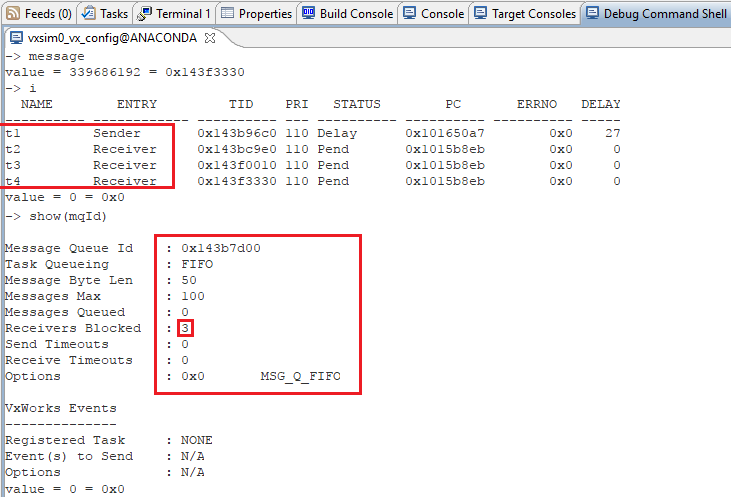 Feeds (0) Tasks Terminal 1 Properties Build Console Console Target Consoles Debug Command Shell
vxsim0_vx_config@ANACONDA
-> message
value = 339686192 = 0x143f3330
-> i
  NAME        ENTRY         TID    PRI   STATUS        PC       ERRNO  DELAY
---------- ------------ ---------- --- ---------- ---------- ------- -----
t1         Sender       0x143b96c0 110 Delay      0x101650a7     0x0    27
t2         Receiver     0x143bc9e0 110 Pend       0x1015b8eb     0x0     0
t3         Receiver     0x143f0010 110 Pend       0x1015b8eb     0x0     0
t4         Receiver     0x143f3330 110 Pend       0x1015b8eb     0x0     0
value = 0 = 0x0
-> show(mqId)
Message Queue Id    : 0x143b7d00
Task Queueing       : FIFO
Message Byte Len    : 50
Messages Max        : 100
Messages Queued     : 0
Receivers Blocked   : 3
Send Timeouts       : 0
Receive Timeouts    : 0
Options             : 0x0       MSG_Q_FIFO
VxWorks Events
--------------
Registered Task     : NONE
Event(s) to Send    : N/A
Options             : N/A
value = 0 = 0x0